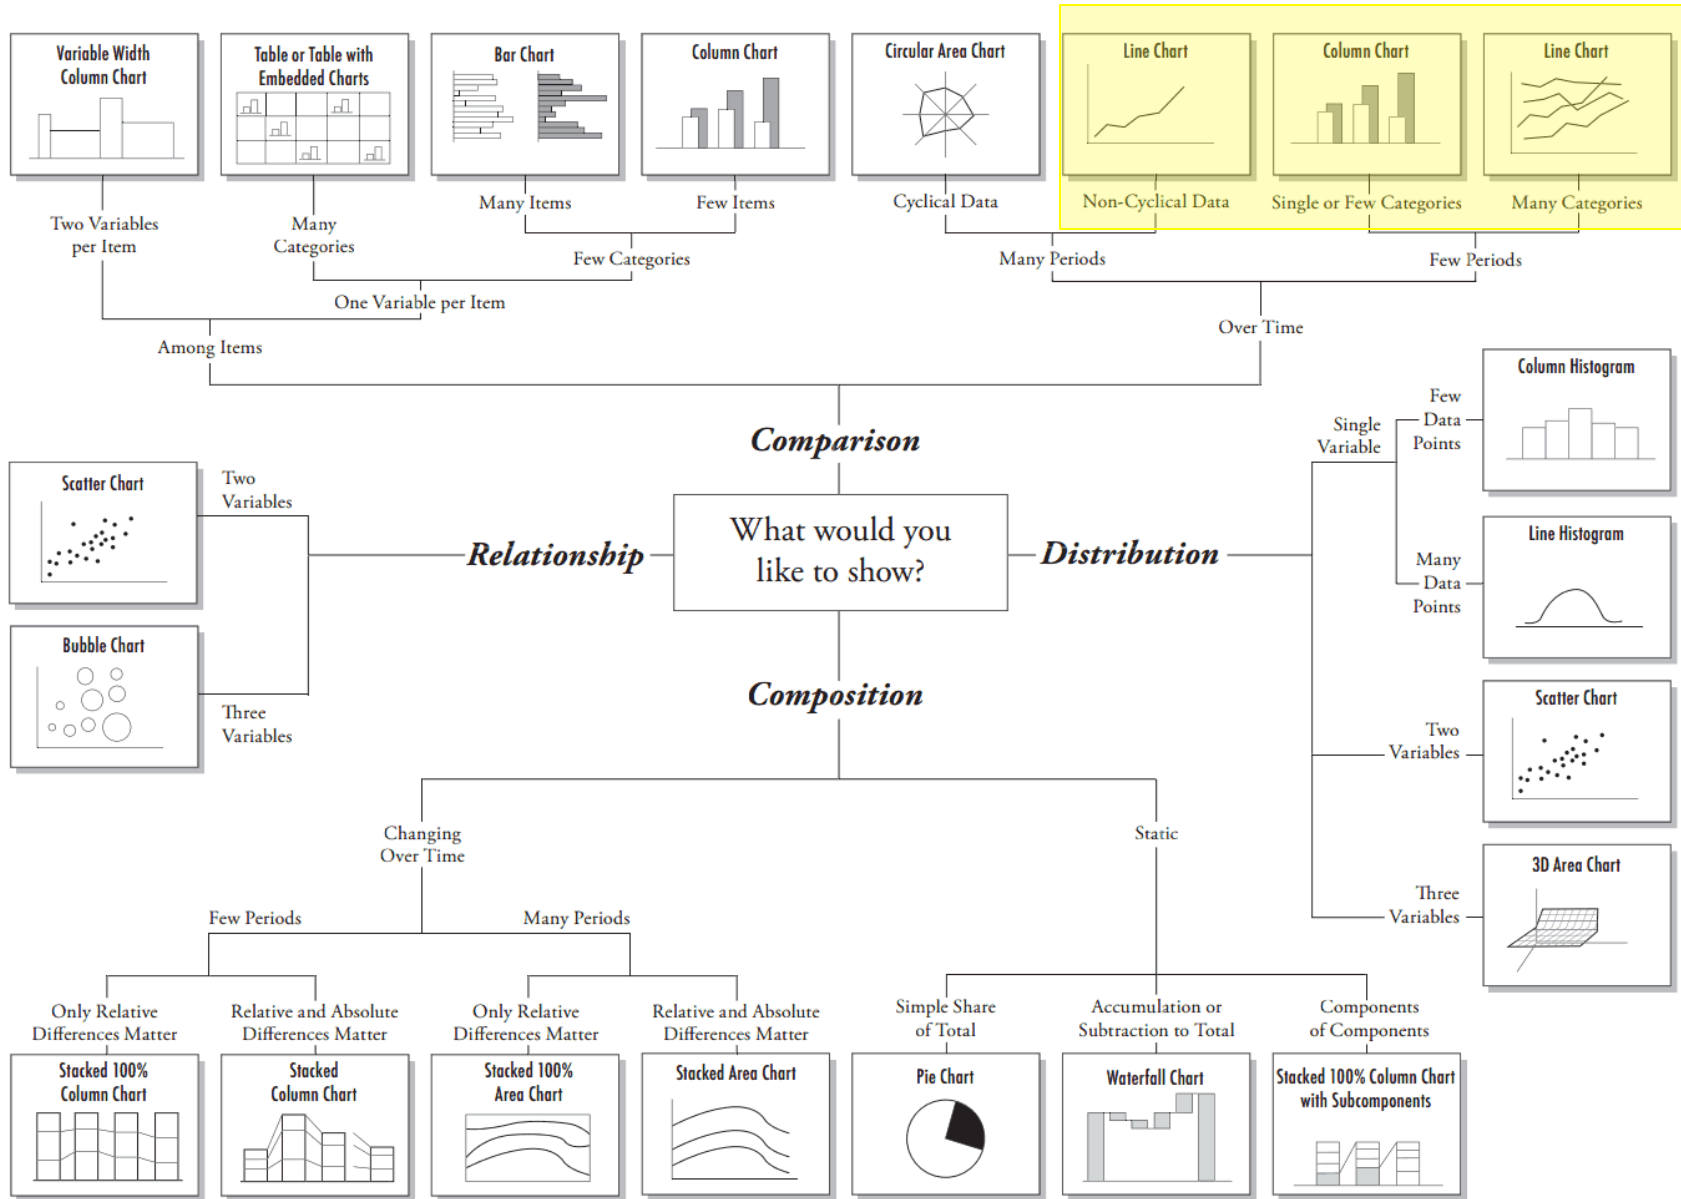 Variable Width
Column Chart
Table or Table with
Embedded Charts
Bar Chart
Column Chart
Circular Area Chart
Line Chart
Column Chart
Line Chart
Two Variables
per Item
Many
Categories
Many Items
Few Items
Cyclical Data
Non-Cyclical Data
Single or Few Categories
Many Categories
Few Categories
Many Periods
Few Periods
One Variable per Item
Over Time
Among Items
Comparison
What would you
like to show?
Relationship
Two
Variables
Scatter Chart
Three
Variables
Bubble Chart
Distribution
Single
Variable
Few
Data
Points
Column Histogram
Many
Data
Points
Line Histogram
Two
Variables
Scatter Chart
Three
Variables
3D Area Chart
Composition
Changing
Over Time
Static
Few Periods
Many Periods
Only Relative
Differences Matter
Relative and Absolute
Differences Matter
Only Relative
Differences Matter
Relative and Absolute
Differences Matter
Simple Share
of Total
Accumulation or
Subtraction to Total
Components
of Components
Stacked 100%
Column Chart
Stacked
Column Chart
Stacked 100%
Area Chart
Stacked Area Chart
Pie Chart
Waterfall Chart
Stacked 100% Column Chart
with Subcomponents